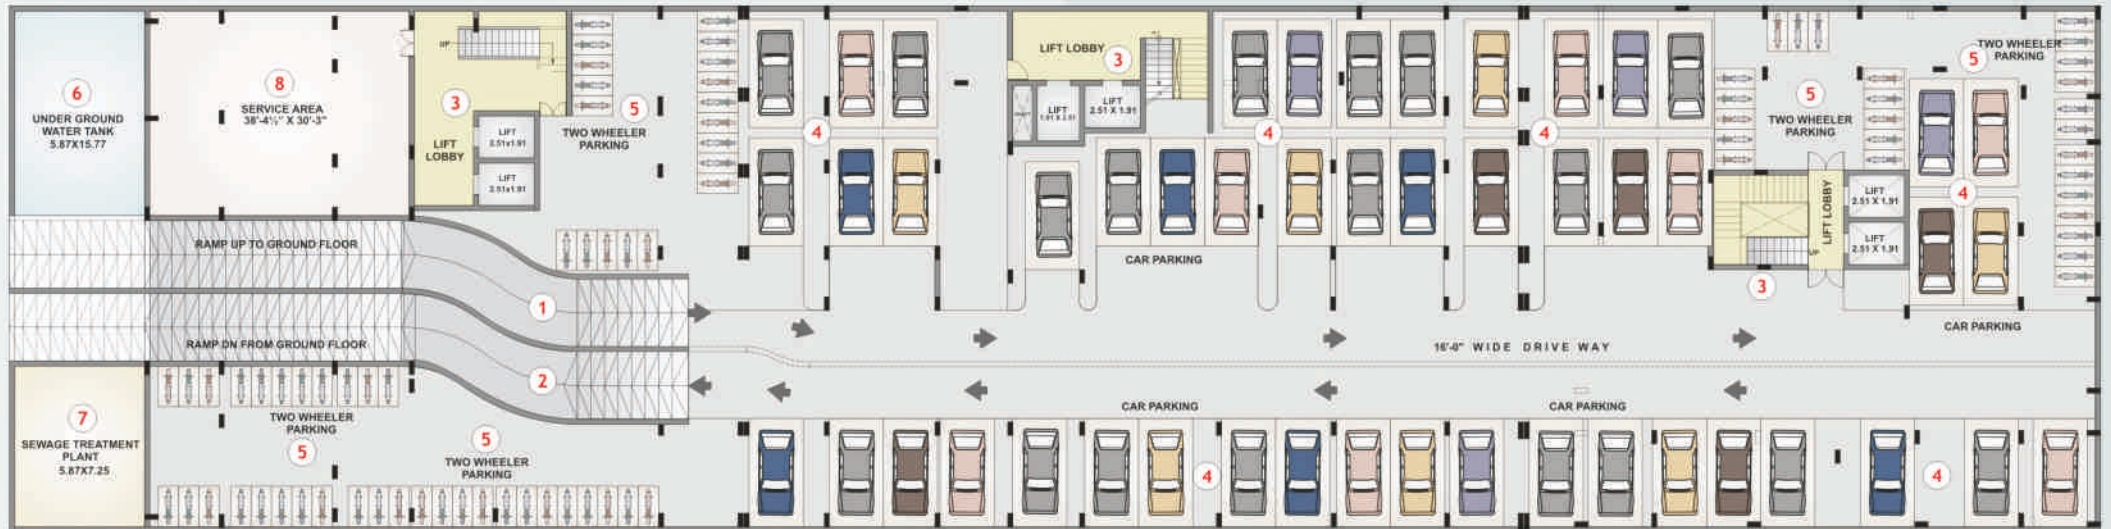 6
UNDER GROUND
WATER TANK
5.87X15.77
8
SERVICE AREA
38'-4½" X 30'-3"
UP
3
LIFT
LOBBY
LIFT
2.51x1.91
LIFT
2.51x1.91
5
TWO WHEELER
PARKING
4
LIFT LOBBY
3
LIFT
LIFT
2.51 X 1.91
4
4
5
TWO WHEELER
PARKING
TWO WHEELER
5
PARKING
4
LIFT LOBBY
UP
LIFT
2.51 X 1.91
LIFT
2.51 X 1.91
3
CAR PARKING
CAR PARKING
RAMP UP TO GROUND FLOOR
1
RAMP DN FROM GROUND FLOOR
2
16'-0" WIDE DRIVE WAY
7
SEWAGE TREATMENT
PLANT
5.87X7.25
TWO WHEELER
PARKING
5
5
TWO WHEELER
PARKING
CAR PARKING
CAR PARKING
4
4